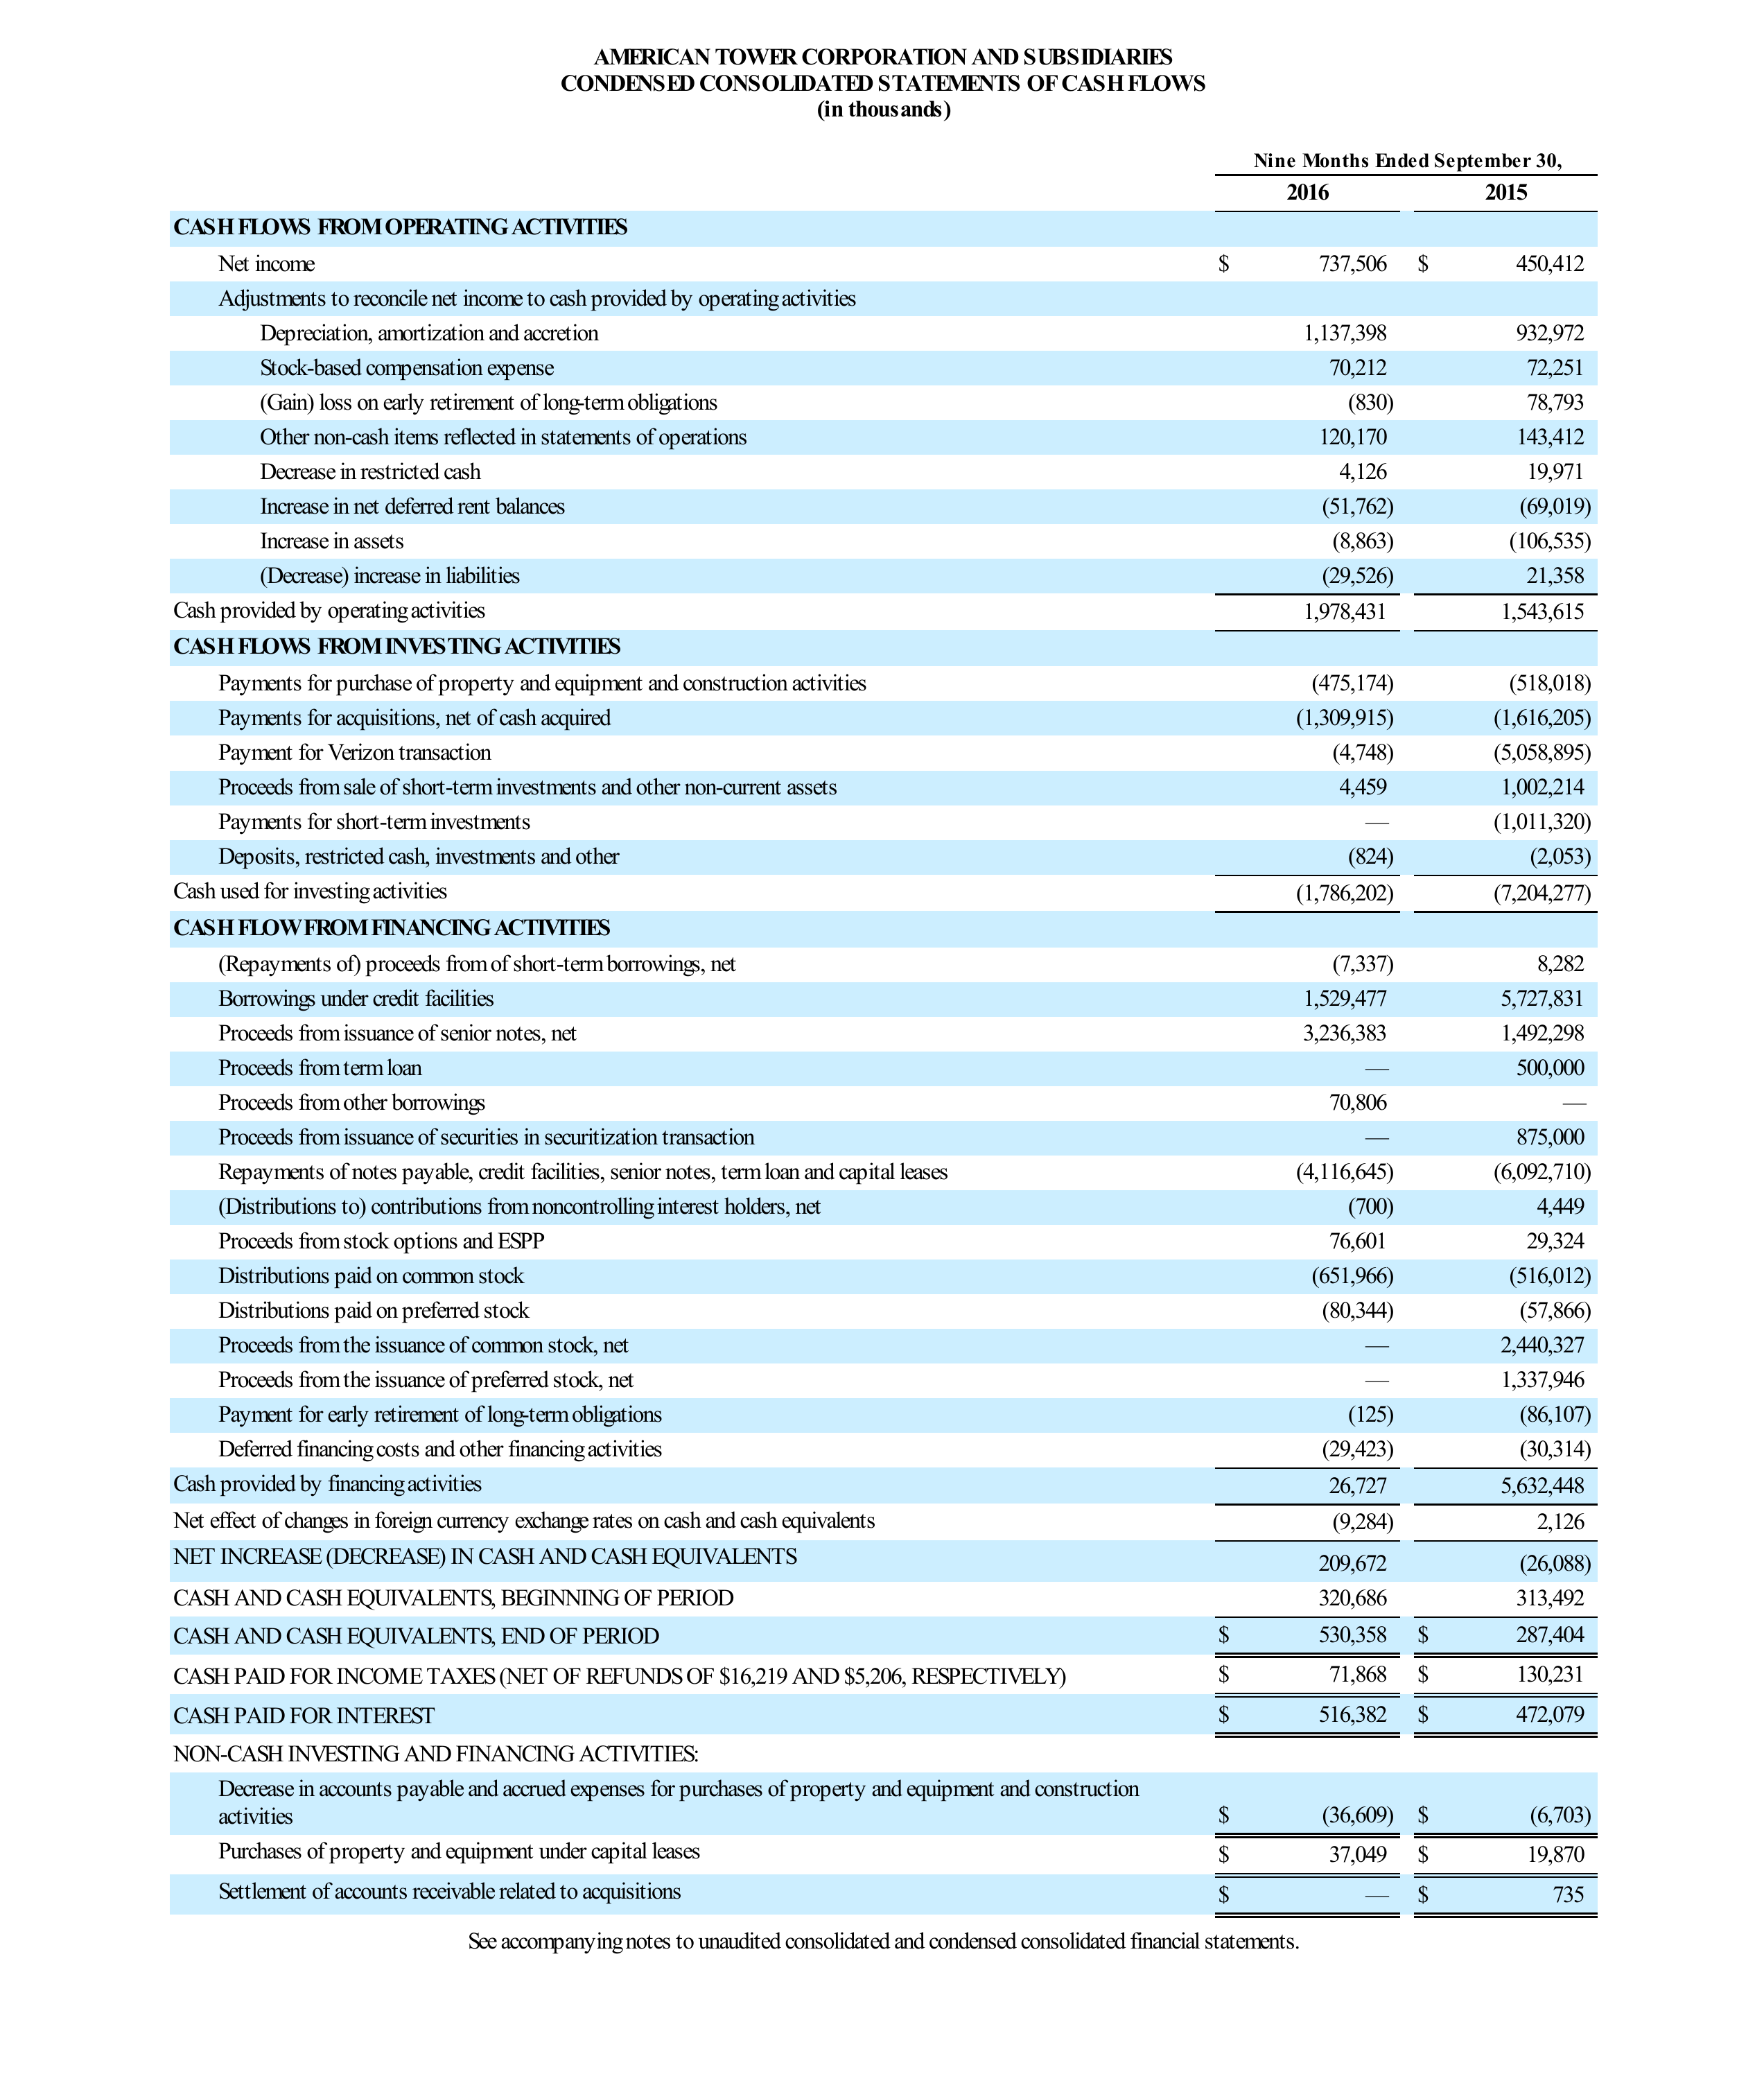 AMERICAN TOWER CORPORATION AND SUBSIDIARIES
CONDENSED CONSOLIDATED STATEMENTS OF CASH FLOWS
(in thousands)
Nine Months Ended September 30,
2016 2015
CASH FLOWS FROM OPERATING ACTIVITIES
Net income $ 737,506 $ 450,412
Adjustments to reconcile net income to cash provided by operating activities
Depreciation, amortization and accretion 1,137,398 932,972
Stock-based compensation expense 70,212 72,251
(Gain) loss on early retirement of long-term obligations (830) 78,793
Other non-cash items reflected in statements of operations 120,170 143,412
Decrease in restricted cash 4,126 19,971
Increase in net deferred rent balances (51,762) (69,019)
Increase in assets (8,863) (106,535)
(Decrease) increase in liabilities (29,526) 21,358
Cash provided by operating activities 1,978,431 1,543,615
CASH FLOWS FROM INVESTING ACTIVITIES
Payments for purchase of property and equipment and construction activities (475,174) (518,018)
Payments for acquisitions, net of cash acquired (1,309,915) (1,616,205)
Payment for Verizon transaction (4,748) (5,058,895)
Proceeds from sale of short-term investments and other non-current assets 4,459 1,002,214
Payments for short-term investments — (1,011,320)
Deposits, restricted cash, investments and other (824) (2,053)
Cash used for investing activities (1,786,202) (7,204,277)
CASH FLOW FROM FINANCING ACTIVITIES
(Repayments of) proceeds from of short-term borrowings, net (7,337) 8,282
Borrowings under credit facilities 1,529,477 5,727,831
Proceeds from issuance of senior notes, net 3,236,383 1,492,298
Proceeds from term loan — 500,000
Proceeds from other borrowings 70,806 —
Proceeds from issuance of securities in securitization transaction — 875,000
Repayments of notes payable, credit facilities, senior notes, term loan and capital leases (4,116,645) (6,092,710)
(Distributions to) contributions from noncontrolling interest holders, net (700) 4,449
Proceeds from stock options and ESPP 76,601 29,324
Distributions paid on common stock (651,966) (516,012)
Distributions paid on preferred stock (80,344) (57,866)
Proceeds from the issuance of common stock, net — 2,440,327
Proceeds from the issuance of preferred stock, net — 1,337,946
Payment for early retirement of long-term obligations (125) (86,107)
Deferred financing costs and other financing activities (29,423) (30,314)
Cash provided by financing activities 26,727 5,632,448
Net effect of changes in foreign currency exchange rates on cash and cash equivalents (9,284) 2,126
NET INCREASE (DECREASE) IN CASH AND CASH EQUIVALENTS 209,672 (26,088)
CASH AND CASH EQUIVALENTS, BEGINNING OF PERIOD 320,686 313,492
CASH AND CASH EQUIVALENTS, END OF PERIOD $ 530,358 $ 287,404
CASH PAID FOR INCOME TAXES (NET OF REFUNDS OF $16,219 AND $5,206, RESPECTIVELY) $ 71,868 $ 130,231
CASH PAID FOR INTEREST $ 516,382 $ 472,079
NON-CASH INVESTING AND FINANCING ACTIVITIES:
Decrease in accounts payable and accrued expenses for purchases of property and equipment and construction
activities $ (36,609) $ (6,703)
Purchases of property and equipment under capital leases $ 37,049 $ 19,870
Settlement of accounts receivable related to acquisitions $ — $ 735
See accompanying notes to unaudited consolidated and condensed consolidated financial statements.